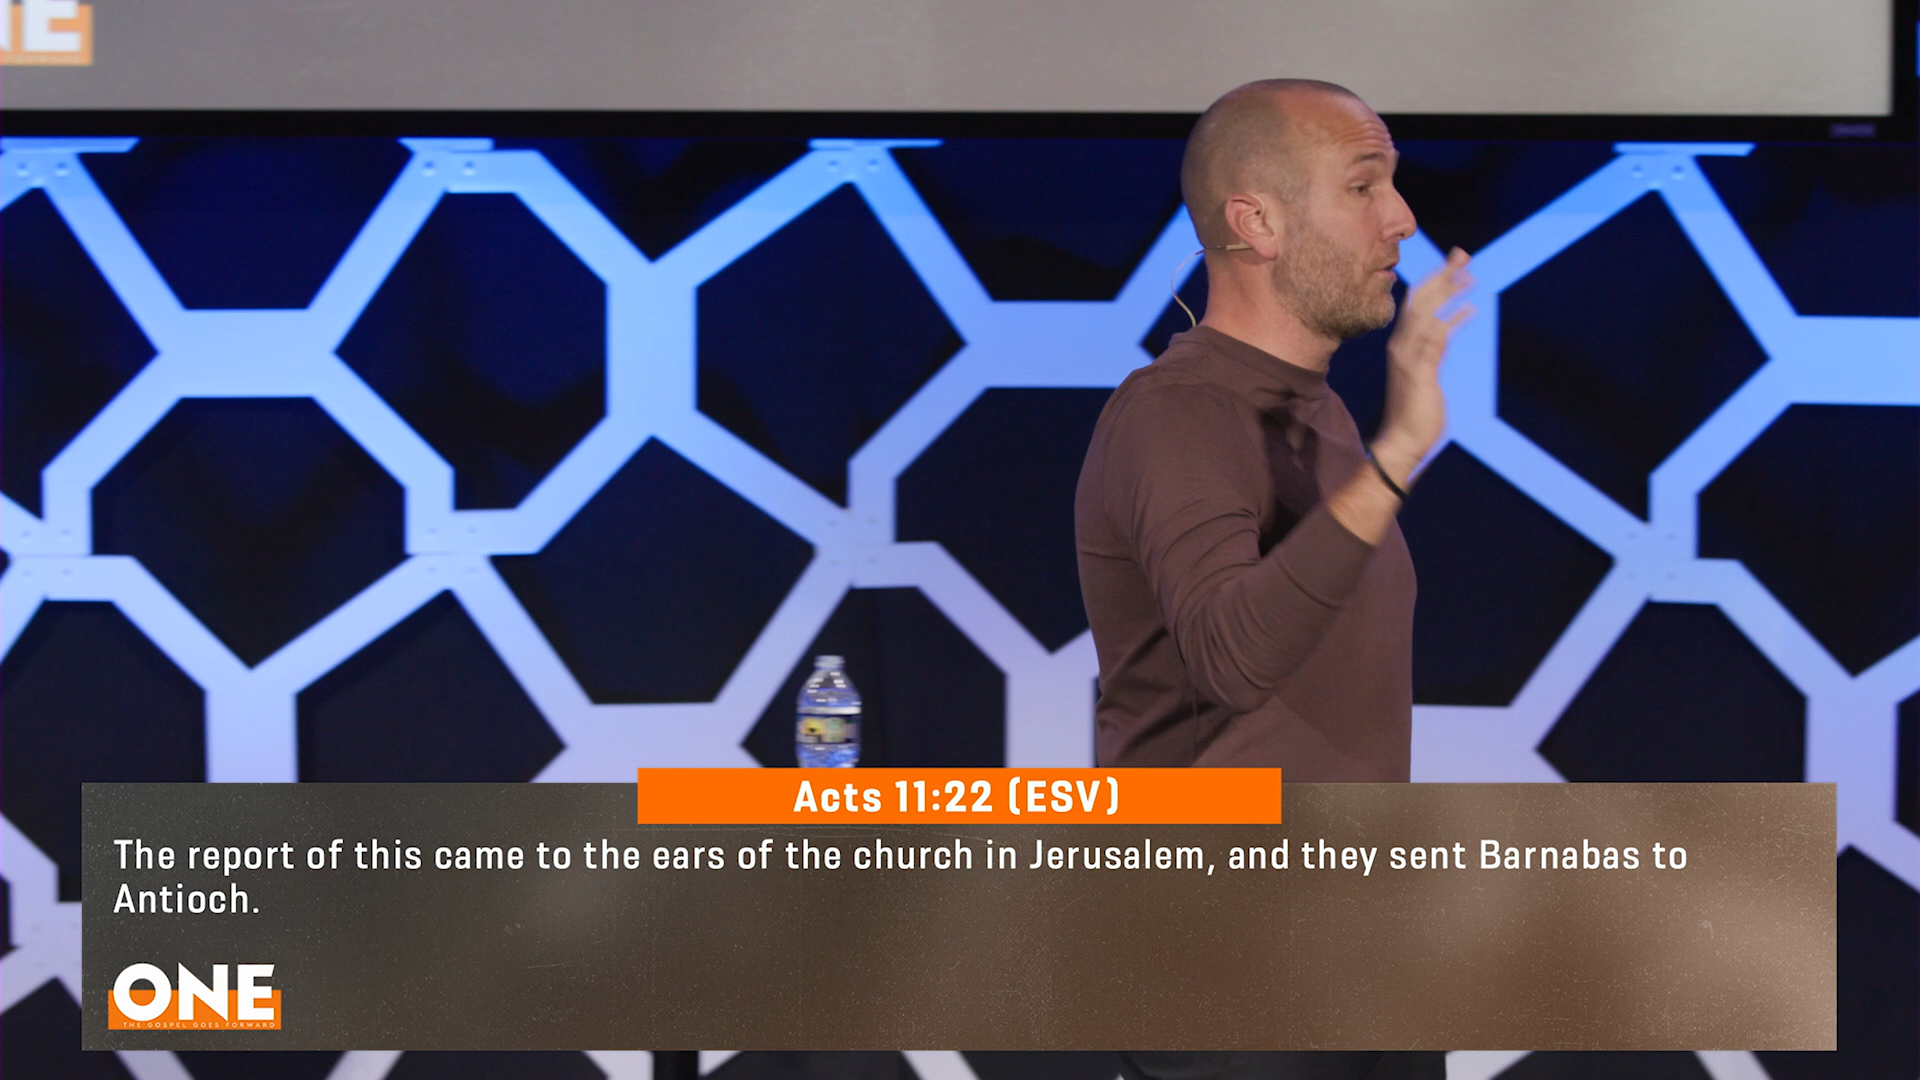 NE
Acts 11:22 (ESV)
The report of this came to the ears of the church in Jerusalem, and they sent Barnabas to
Antioch.
ONE
THE GOSPEL GOES FORWARD